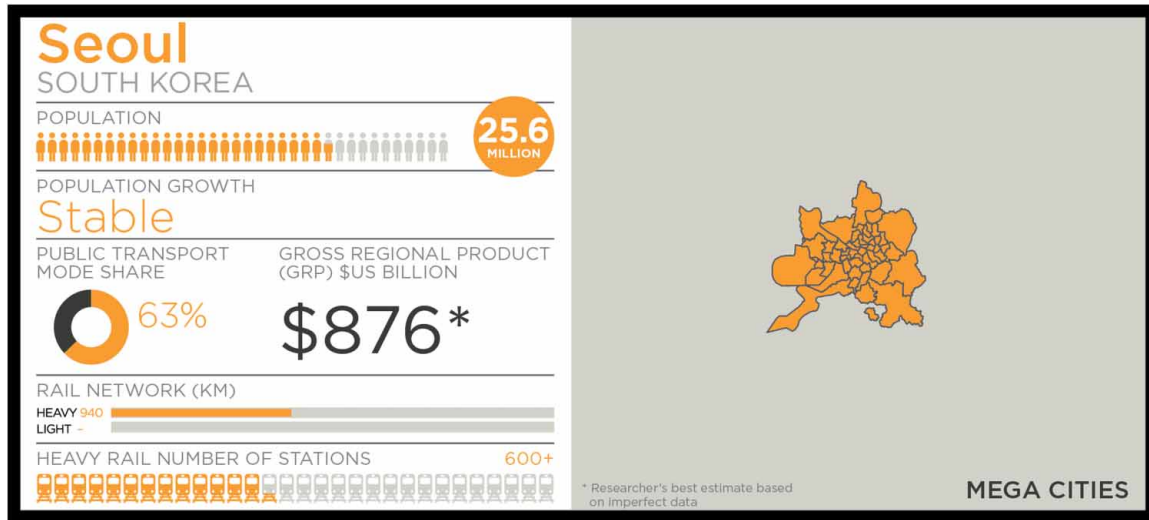 Seoul
SOUTH KOREA
POPULATION
25.6
MILLION
POPULATION GROWTH
Stable
PUBLIC TRANSPORT
MODE SHARE
63%
GROSS REGIONAL PRODUCT
(GRP) $US BILLION
$876*
RAIL NETWORK (KM)
HEAVY 940
LIGHT -
HEAVY RAIL NUMBER OF STATIONS 600+
* Researcher's best estimate based
on imperfect data
MEGA CITIES